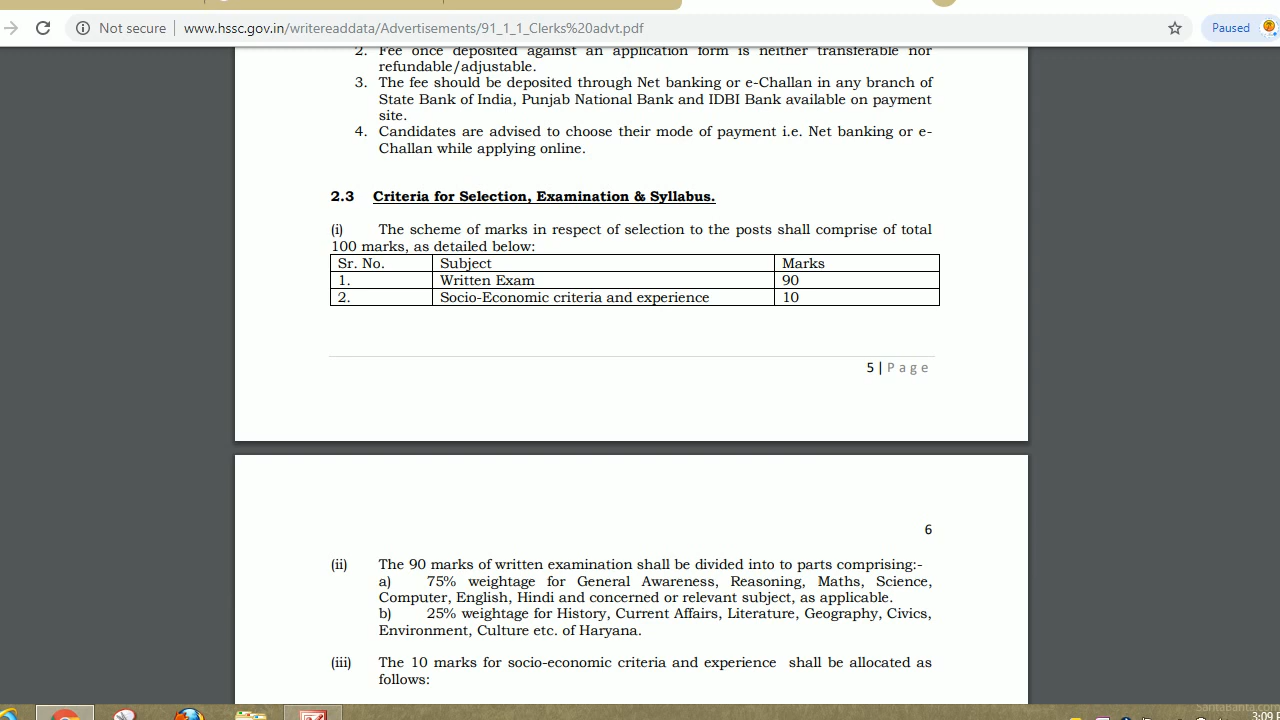 Not secure www.hssc.gov.in/writereaddata/Advertisements/91_1_1_Clerks%20advt.pdf Paused
2. Fee once deposited against an application form is neither transferable nor
refundable/adjustable.
3. The fee should be deposited through Net banking or e-Challan in any branch of
State Bank of India, Punjab National Bank and IDBI Bank available on payment
site.
4. Candidates are advised to choose their mode of payment i.e. Net banking or e-
Challan while applying online.
2.3 Criteria for Selection, Examination & Syllabus.
(i) The scheme of marks in respect of selection to the posts shall comprise of total
100 marks, as detailed below:
Sr. No. Subject Marks
1. Written Exam 90
2. Socio-Economic criteria and experience 10
5 | Page
6
(ii) The 90 marks of written examination shall be divided into to parts comprising:-
a) 75% weightage for General Awareness, Reasoning, Maths, Science,
Computer, English, Hindi and concerned or relevant subject, as applicable.
b) 25% weightage for History, Current Affairs, Literature, Geography, Civics,
Environment, Culture etc. of Haryana.
(iii) The 10 marks for socio-economic criteria and experience shall be allocated as
follows:
SantaBanta.com